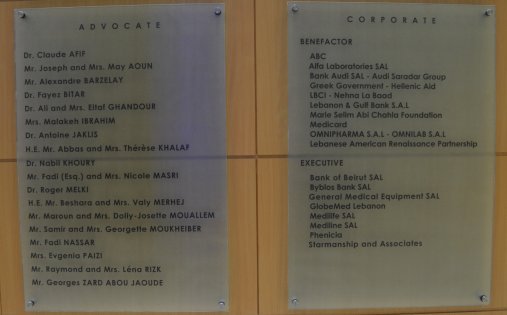 ADVOCATE
Dr. Claude AFIF
Mr. Joseph and Mrs. May AOUN
Mr. Alexandre BARZELAY
Dr. Fayez BITAR
Dr. Ali and Mrs. Eltaf GHANDOUR
Mrs. Malakeh IBRAHIM
Dr. Antoine JAKLIS
H.E. Mr. Abbas and Mrs. Thérèse KHALAF
Dr. Nabil KHOURY
Mr. Fadi (Esq.) and Mrs. Nicole MASRI
Dr. Roger MELKI
H.E. Mr. Beshara and Mrs. Valy MERHEJ
Mr. Maroun and Mrs. Dolly-Josette MOUALLEM
Mr. Samir and Mrs. Georgette MOUKHEIBER
Mr. Fadi NASSAR
Mrs. Evgenia PAIZI
Mr. Raymond and Mrs. Léna RIZK
Mr. Georges ZARD ABOU JAOUDE
CORPORATE
BENEFACTOR
ABC
Alfa Laboratories SAL
Bank Audi SAL - Audi Saradar Group
Greek Government - Hellenic Aid
LBCI - Nehna La Baad
Lebanon & Gulf Bank S.A.L
Marie Selim Abi Chahla Foundation
Medicard
OMNIPHARMA S.A.L - OMNILAB S.A.L
Lebanese American Renaissance Partnership
EXECUTIVE
Bank of Beirut SAL
Byblos Bank SAL
General Medical Equipment SAL
GlobeMed Lebanon
Medilife SAL
Mediline SAL
Phenicia
Starmanship and Associates